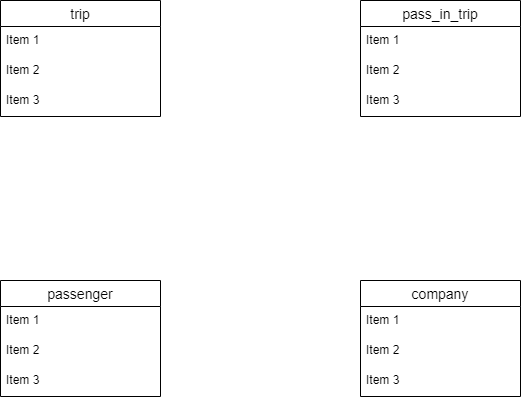 trip
Item 1
Item 2
Item 3
pass_in_trip
Item 1
Item 2
Item 3
passenger
Item 1
Item 2
Item 3
company
Item 1
Item 2
Item 3